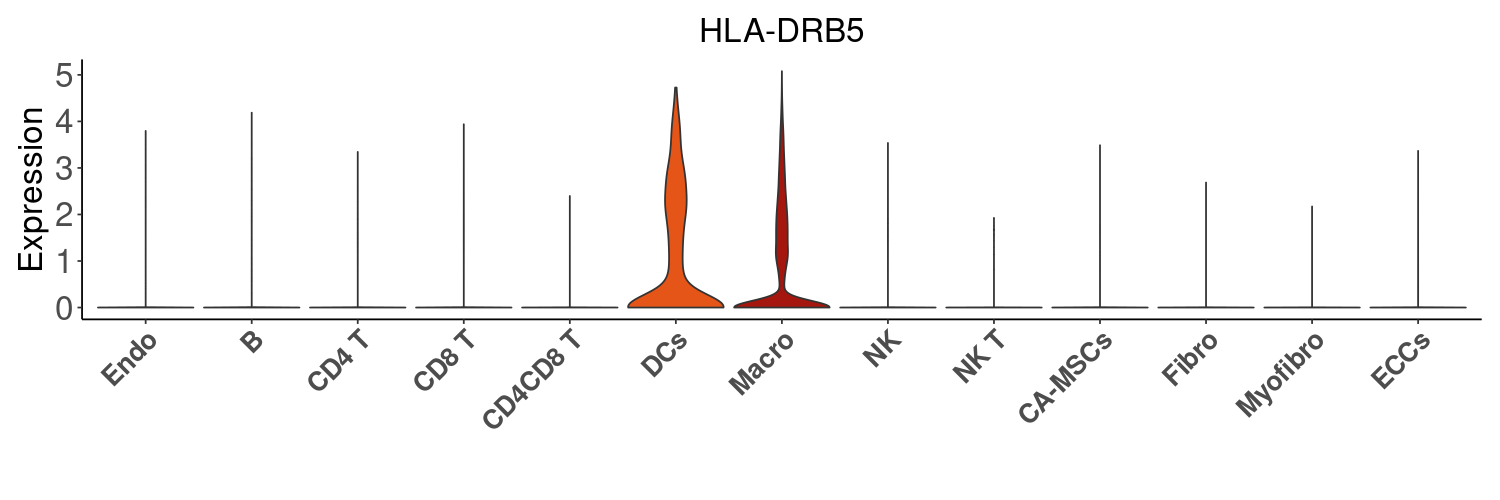 HLA-DRB5
Expression
5
4
3
2
1
0
Endo
B
CD4 T
CD8 T
CD4CD8 T
DCs
Macro
NK
NK T
CA-MSCs
Fibro
Myofibro
ECCs